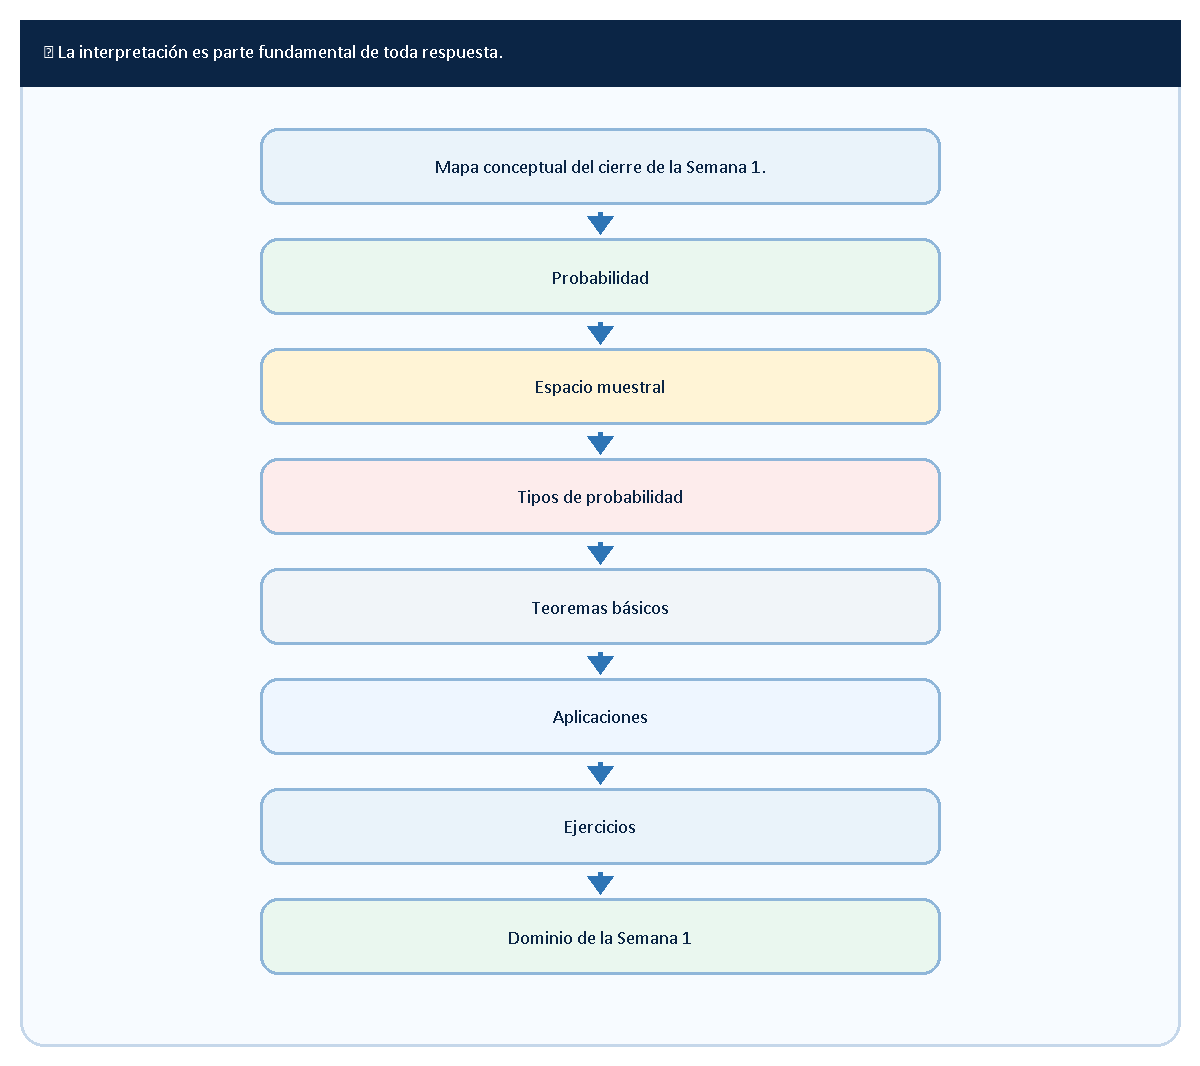 La interpretación es parte fundamental de toda respuesta.
Mapa conceptual del cierre de la Semana 1.
Probabilidad
Espacio muestral
Tipos de probabilidad
Teoremas básicos
Aplicaciones
Ejercicios
Dominio de la Semana 1